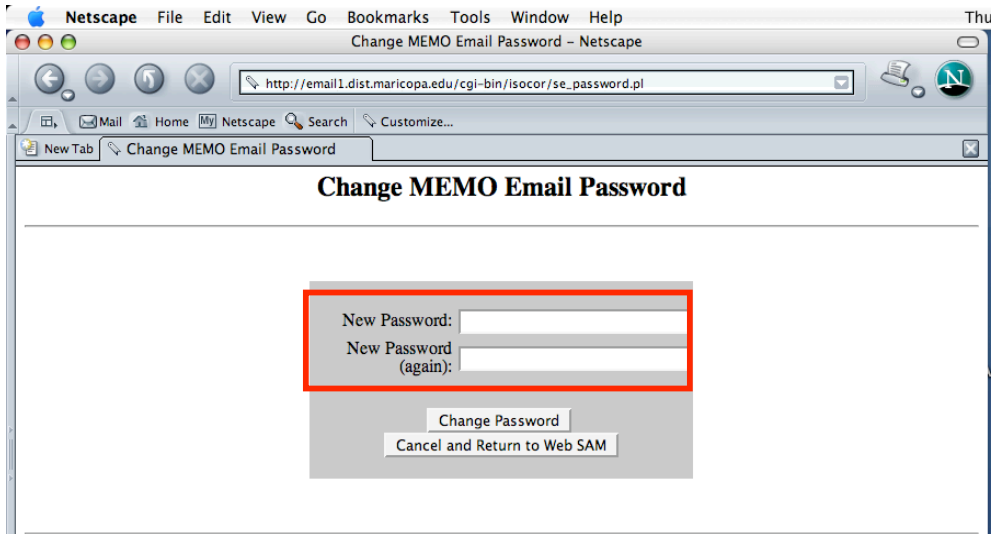 Netscape File Edit View Go Bookmarks Tools Window Help Thu
Change MEMO Email Password – Netscape
http://email1.dist.maricopa.edu/cgi-bin/isocor/se_password.pl
N
Mail Home My Netscape Search Customize...
New Tab Change MEMO Email Password
Change MEMO Email Password
New Password:
New Password
(again):
Change Password
Cancel and Return to Web SAM